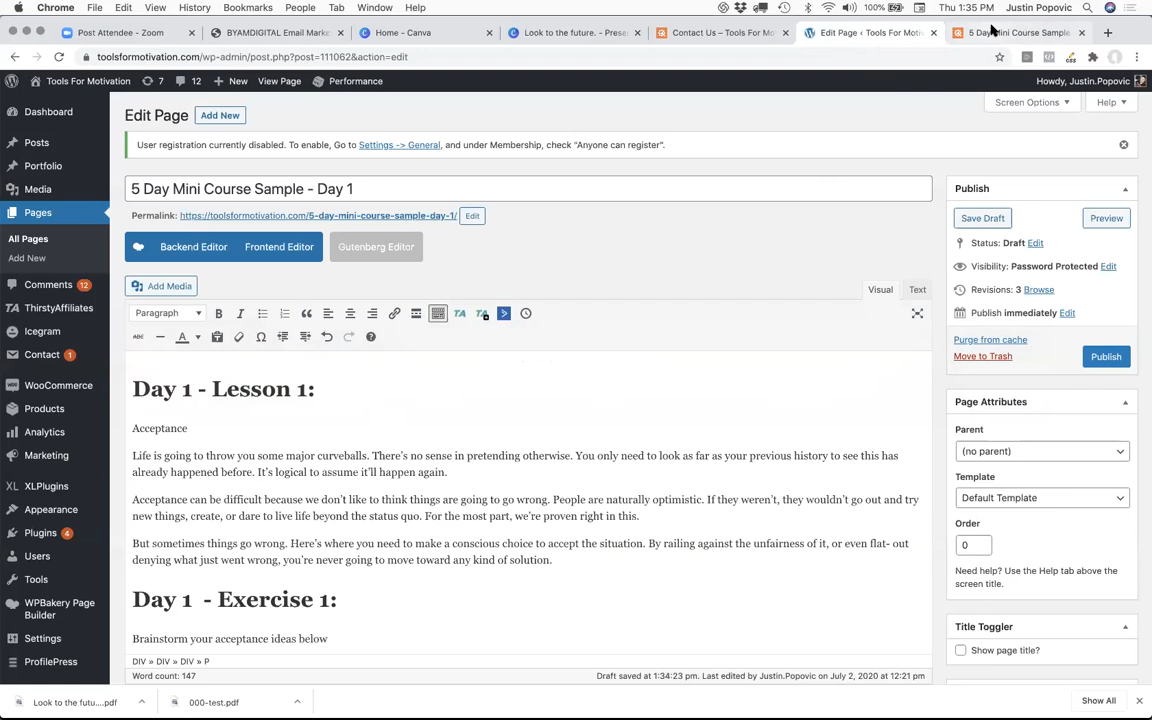 Chrome File Edit View History Bookmarks People Tab Window Help 100% Thu 1:35 PM Justin Popovic
Post Attendee - Zoom
BYAMDIGITAL Email Marke
Home - Canva
Look to the future. - Prese
Contact Us – Tools For Mo
Edit Page ‹ Tools For Moti
5 Day Mini Course Sample
toolsformotivation.com/wp-admin/post.php?post=111062&action=edit
Tools For Motivation 7 12 + New View Page Performance Howdy, Justin.Popovic
Dashboard
Posts
Portfolio
Media
Pages
All Pages
Add New
Comments 12
ThirstyAffiliates
Icegram
Contact 1
WooCommerce
Products
Analytics
Marketing
XLPlugins
Appearance
Plugins 4
Users
Tools
WPBakery Page
Builder
Settings
ProfilePress
Screen Options Help
Edit Page Add New
User registration currently disabled. To enable, Go to Settings -> General, and under Membership, check "Anyone can register".
5 Day Mini Course Sample - Day 1
Permalink: https://toolsformotivation.com/5-day-mini-course-sample-day-1/ Edit
Backend Editor Frontend Editor Gutenberg Editor
Add Media Visual Text
Paragraph B I TA TA
ABC A
Day 1 - Lesson 1:
Acceptance
Life is going to throw you some major curveballs. There's no sense in pretending otherwise. You only need to look as far as your previous history to see this has
already happened before. It's logical to assume it'll happen again.
Acceptance can be difficult because we don't like to think things are going to go wrong. People are naturally optimistic. If they weren't, they wouldn't go out and try
new things, create, or dare to live life beyond the status quo. For the most part, we're proven right in this.
But sometimes things go wrong. Here's where you need to make a conscious choice to accept the situation. By railing against the unfairness of it, or even flat- out
denying what just went wrong, you're never going to move toward any kind of solution.
Day 1 - Exercise 1:
Brainstorm your acceptance ideas below
DIV » DIV » DIV » P
Word count: 147 Draft saved at 1:34:23 pm. Last edited by Justin.Popovic on July 2, 2020 at 12:21 pm
Publish
Save Draft Preview
Status: Draft Edit
Visibility: Password Protected Edit
Revisions: 3 Browse
Publish immediately Edit
Purge from cache
Move to Trash Publish
Page Attributes
Parent
(no parent)
Template
Default Template
Order
0
Need help? Use the Help tab above the
screen title.
Title Toggler
Show page title?
Look to the futu....pdf 000-test.pdf Show All